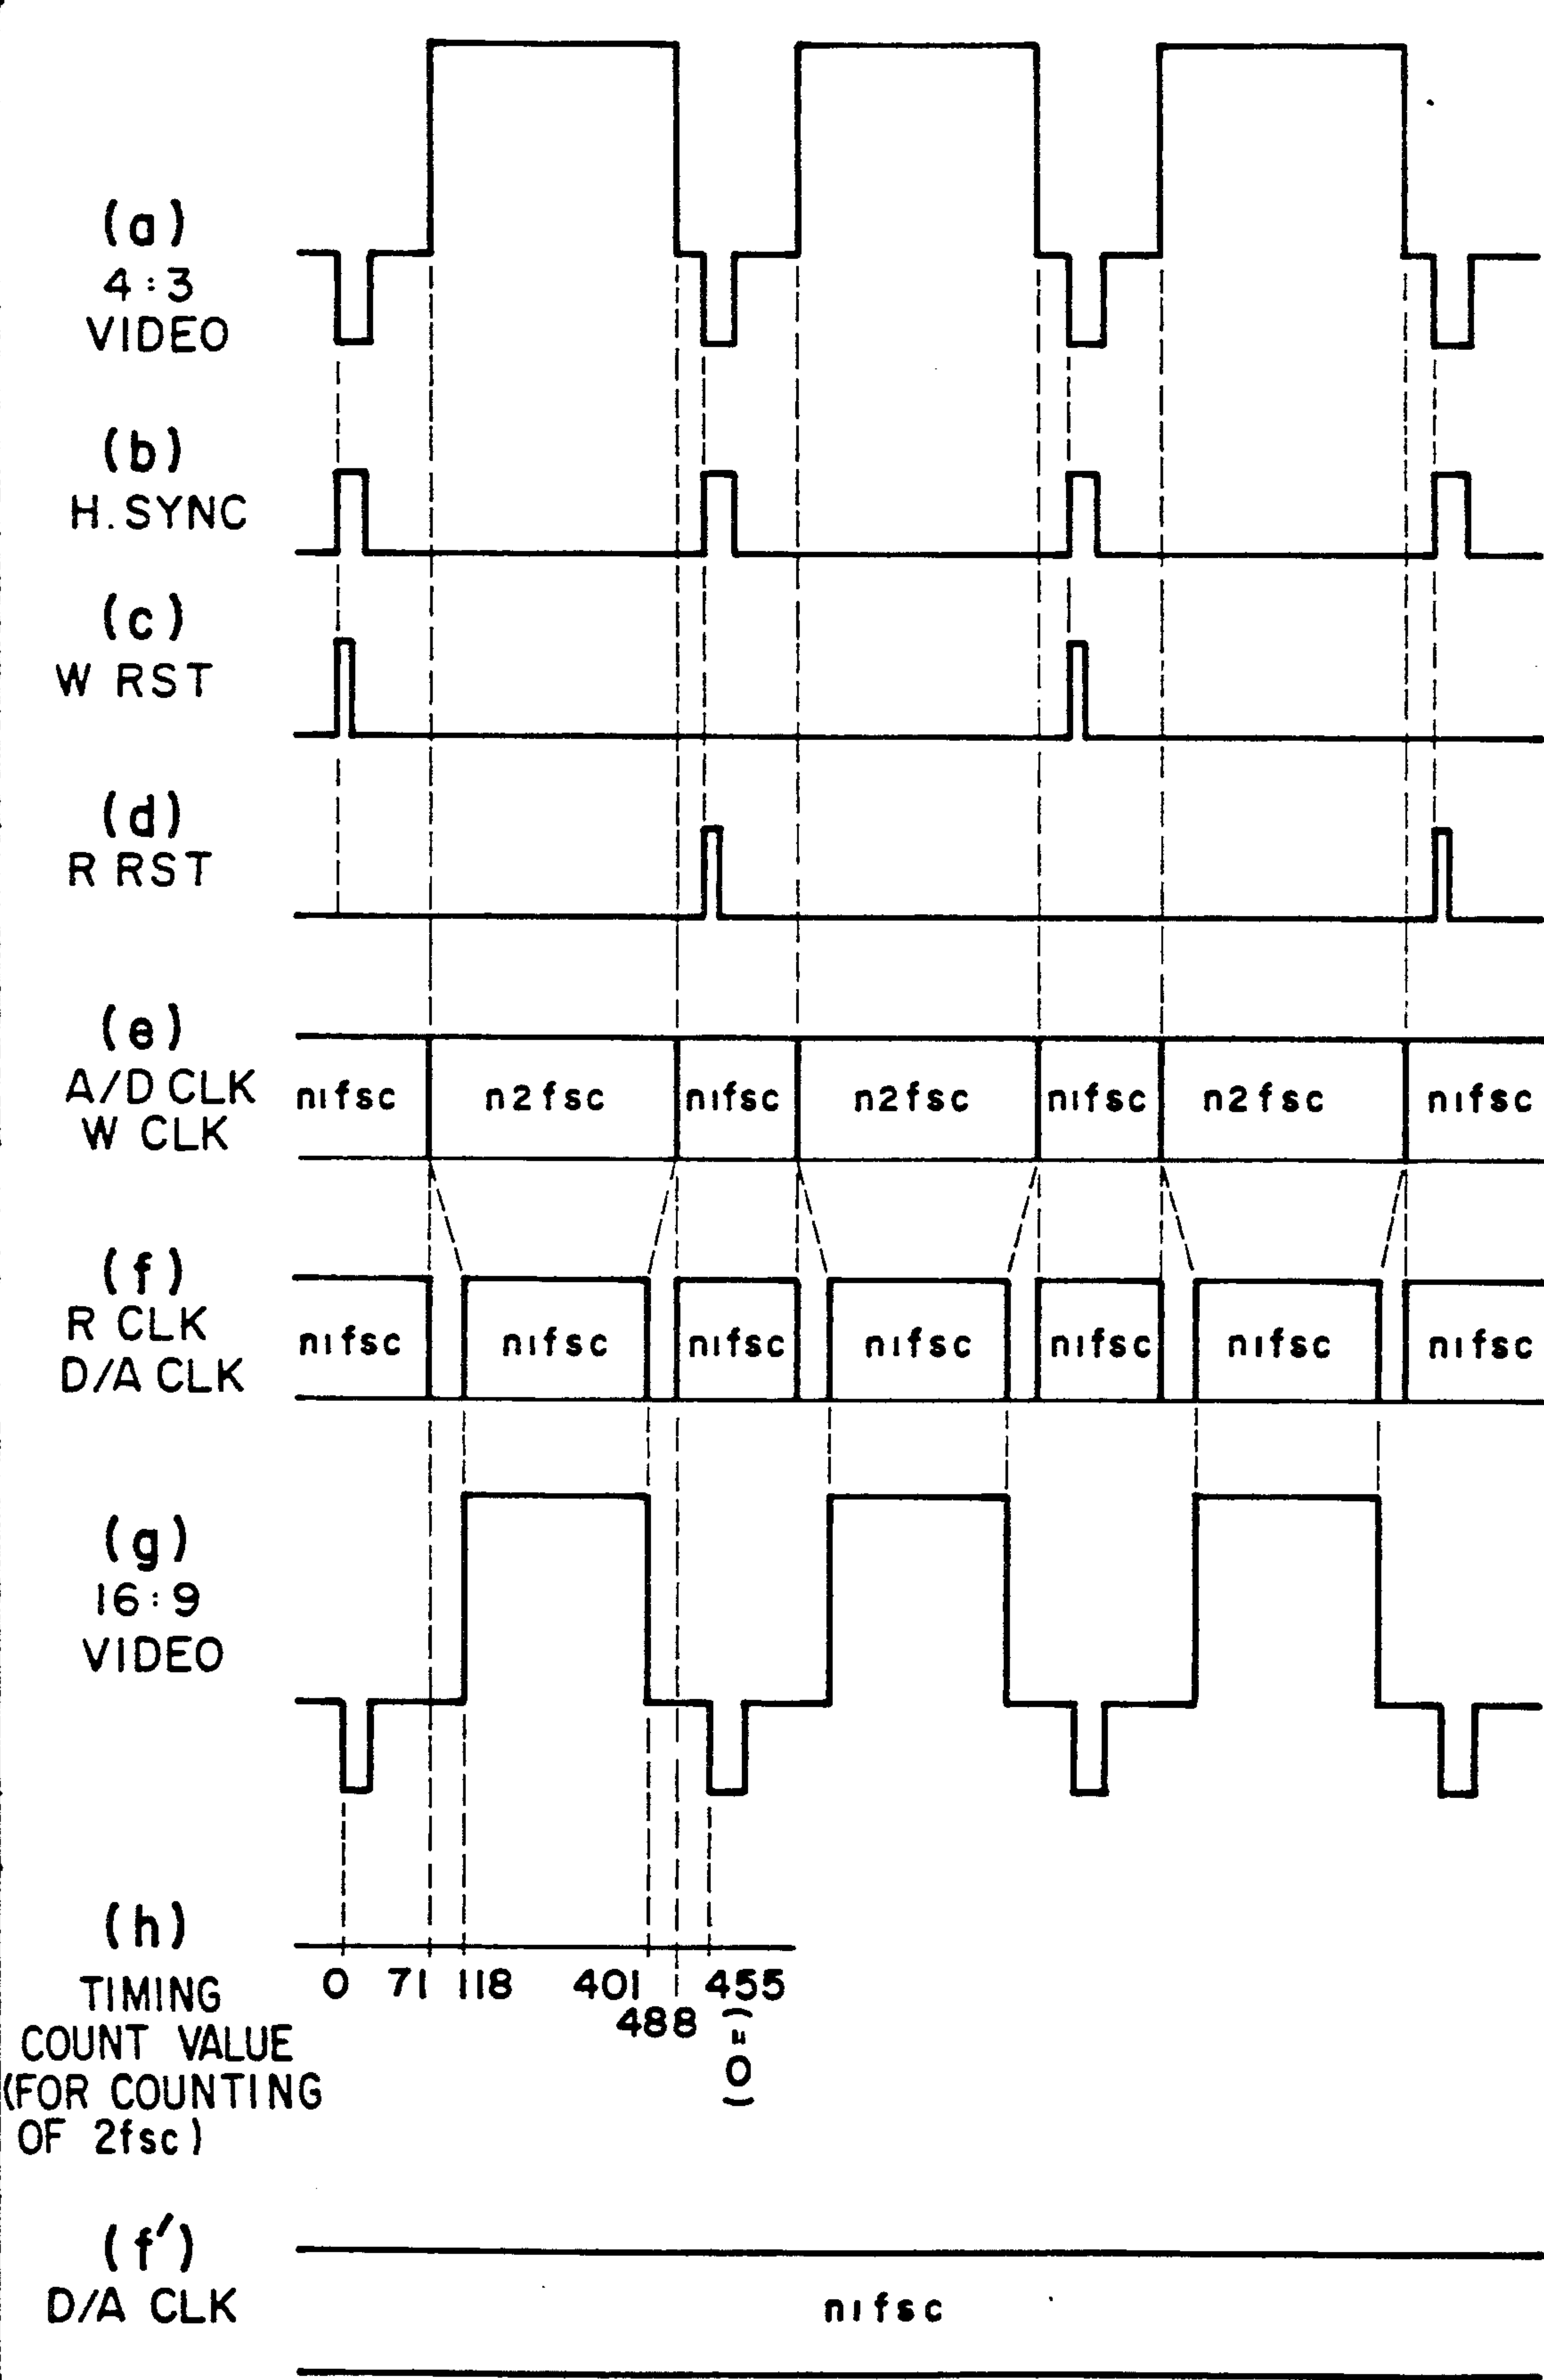 (a)
4:3
VIDEO
(b)
H.SYNC
(c)
W RST
(d)
R RST
(e)
A/D CLK
W CLK
n1fsc n2fsc n1fsc n2fsc n1fsc n2fsc n1fsc
(f)
R CLK
D/A CLK
n1fsc n1fsc n1fsc n1fsc n1fsc n1fsc n1fsc
(g)
16:9
VIDEO
(h)
TIMING
COUNT VALUE
(FOR COUNTING
OF 2fsc)
0 71 118 401 455
488
(=0)
(f')
D/A CLK
n1fsc